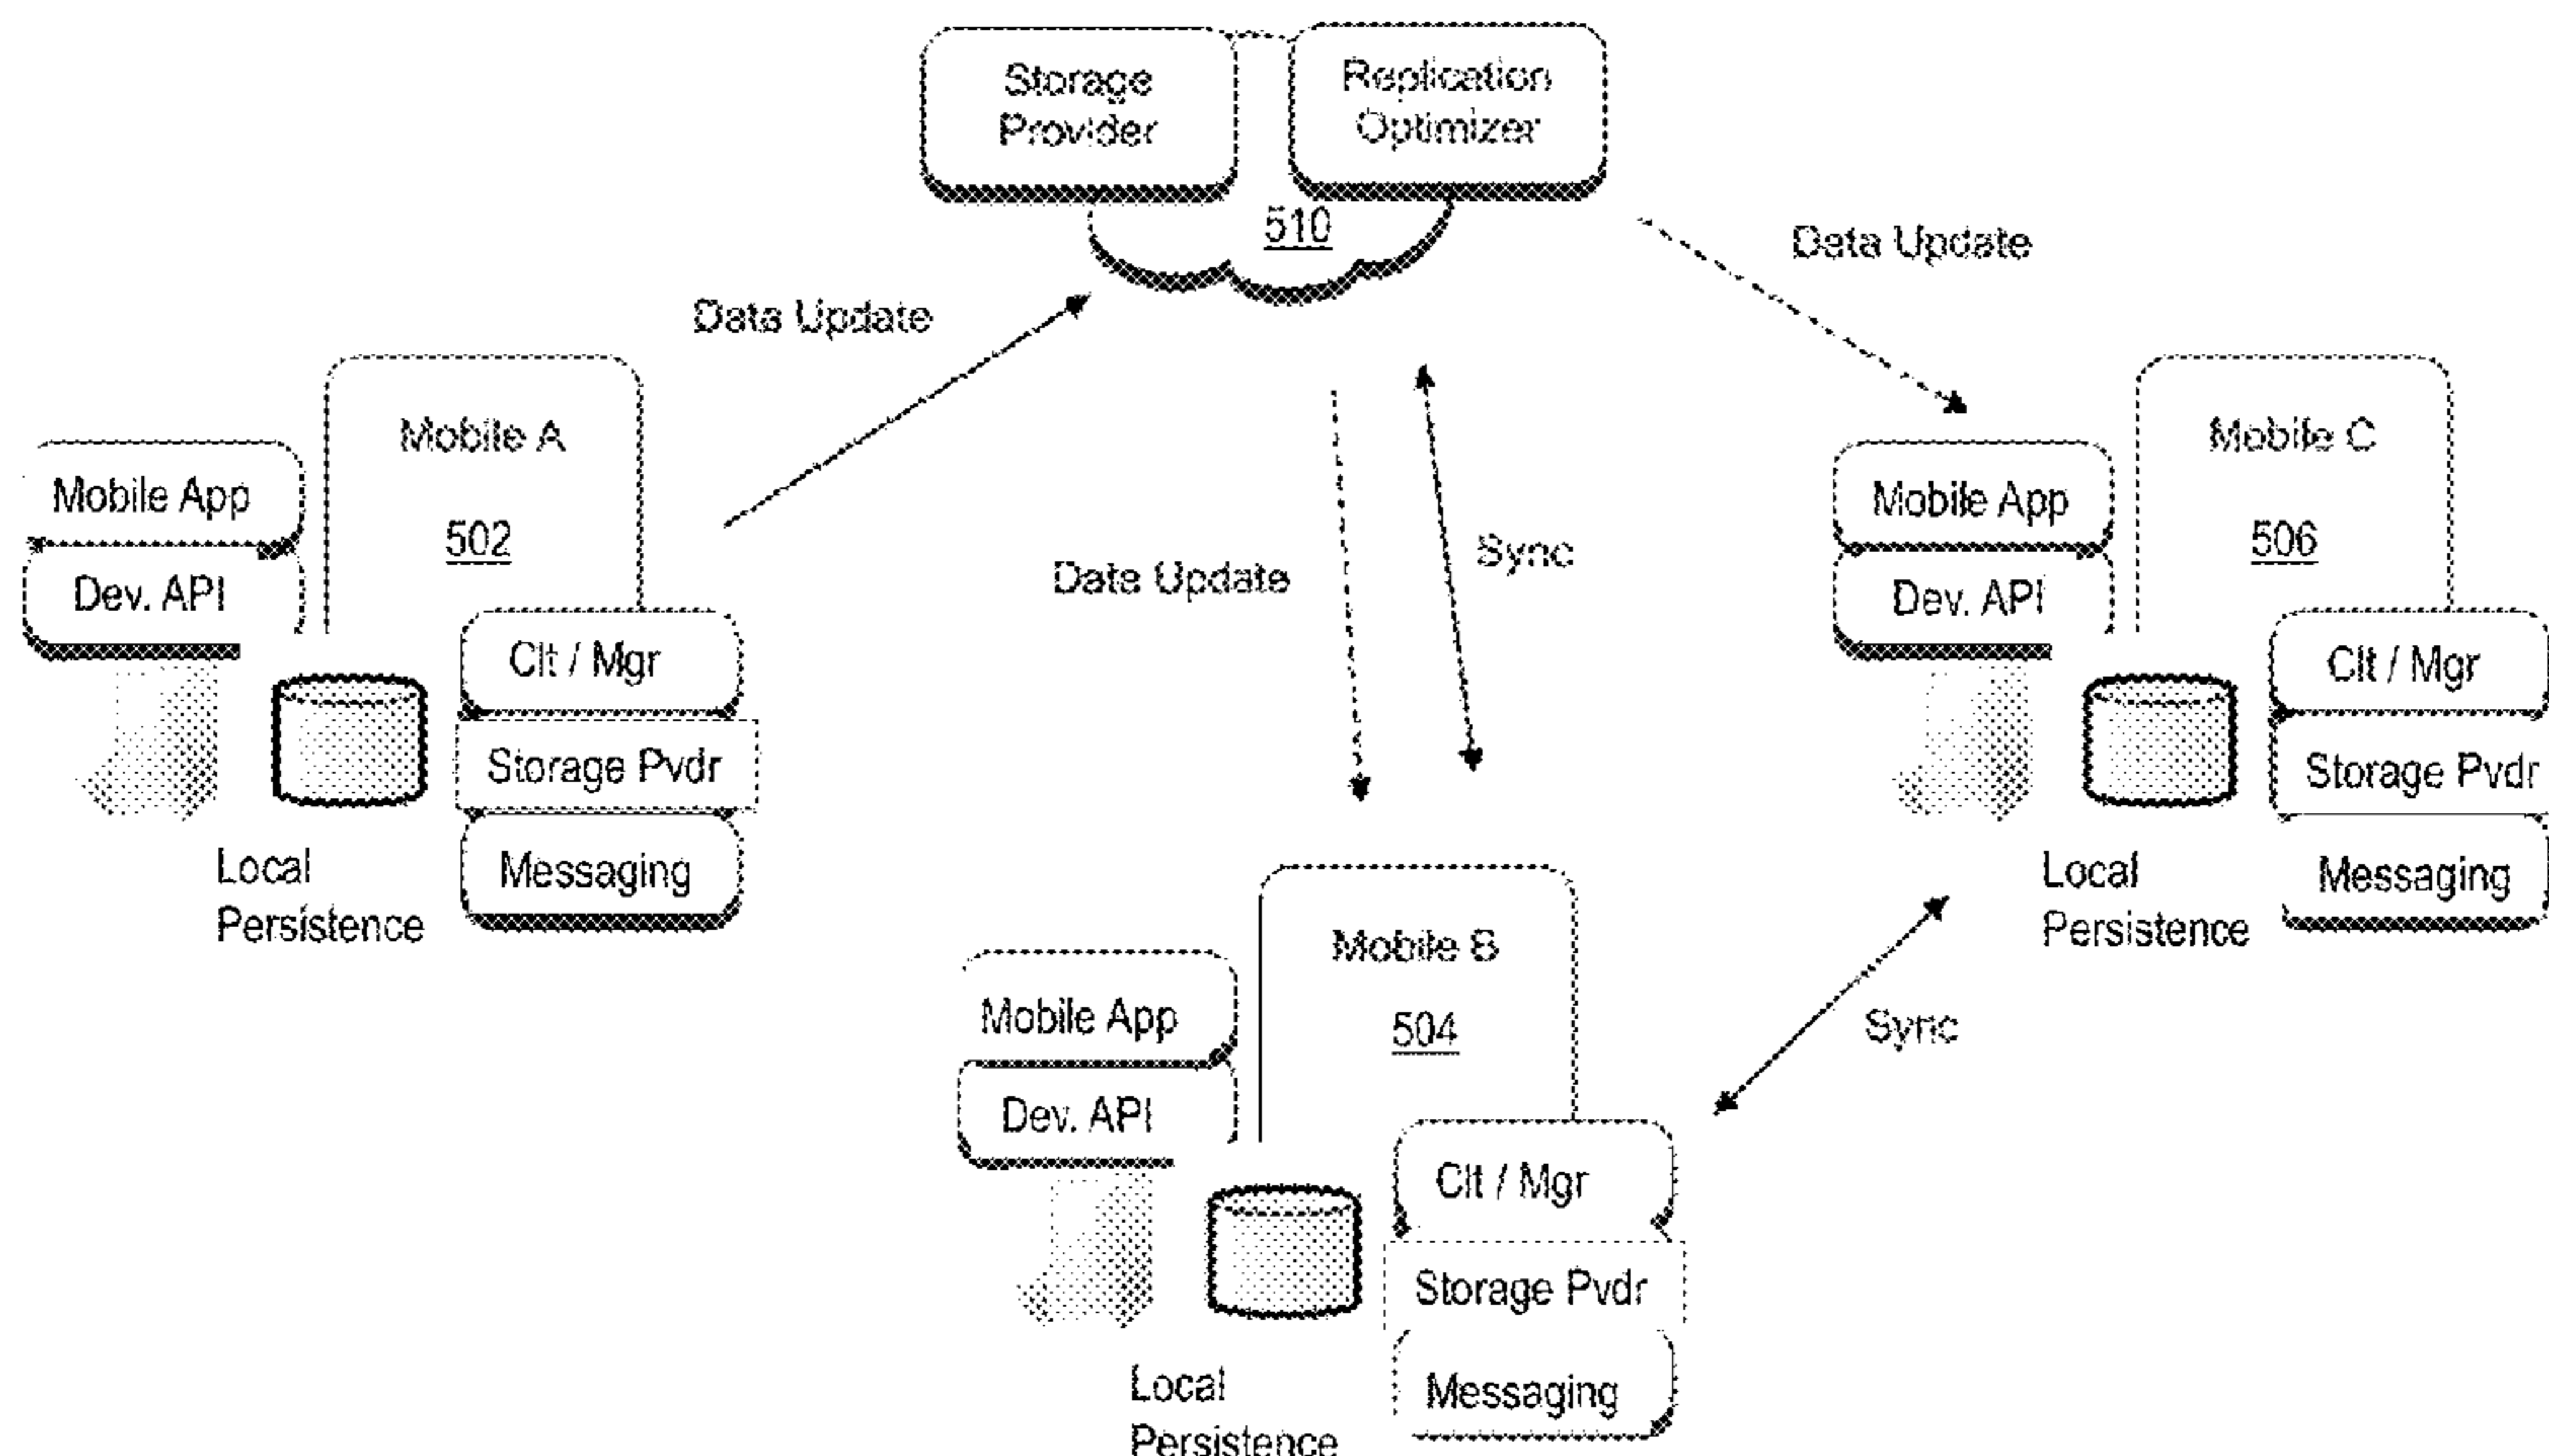 Storage
Provider
Replication
Optimizer
510
Data Update
Data Update
Mobile A
502
Mobile App
Dev. API
Clt / Mgr
Storage Pvdr
Messaging
Local
Persistence
Data Update
Sync
Mobile C
506
Mobile App
Dev. API
Clt / Mgr
Storage Pvdr
Messaging
Local
Persistence
Sync
Mobile B
504
Mobile App
Dev. API
Clt / Mgr
Storage Pvdr
Messaging
Local
Persistence